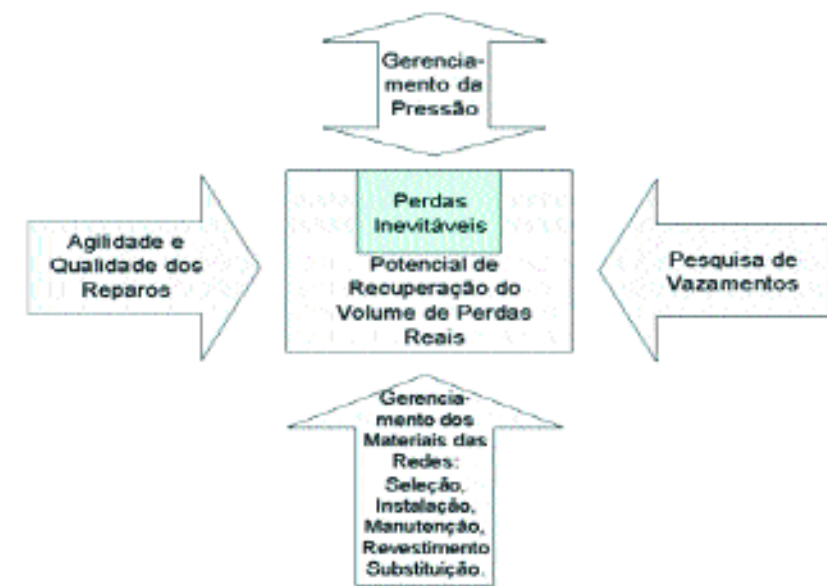 Gerencia-
mento da
Pressão
Perdas
Inevitáveis
Potencial de
Recuperação do
Volume de Perdas
Reais
Agilidade e
Qualidade dos
Reparos
Pesquisa de
Vazamentos
Gerencia-
mento dos
Materiais das
Redes:
Seleção,
Instalação,
Manutenção,
Revestimento
Substituição.